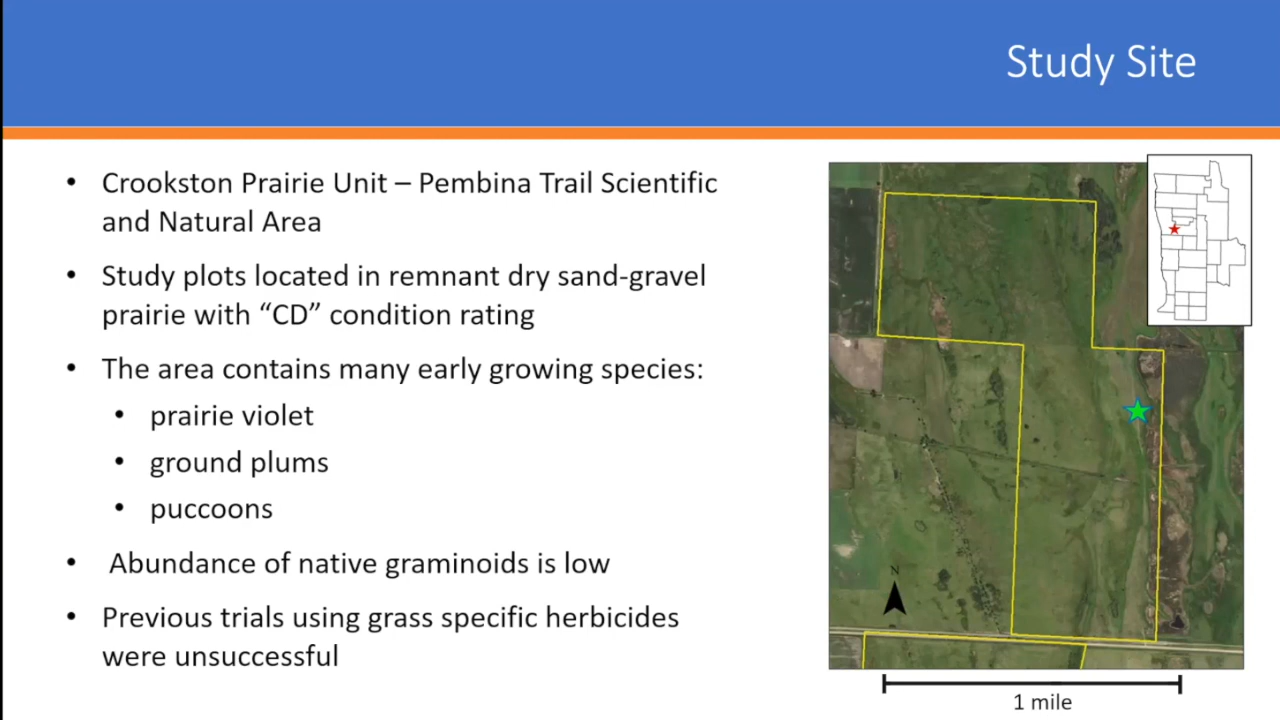 Study Site
• Crookston Prairie Unit – Pembina Trail Scientific
and Natural Area
• Study plots located in remnant dry sand-gravel
prairie with “CD” condition rating
• The area contains many early growing species:
• prairie violet
• ground plums
• puccoons
• Abundance of native graminoids is low
• Previous trials using grass specific herbicides
were unsuccessful
N
1 mile